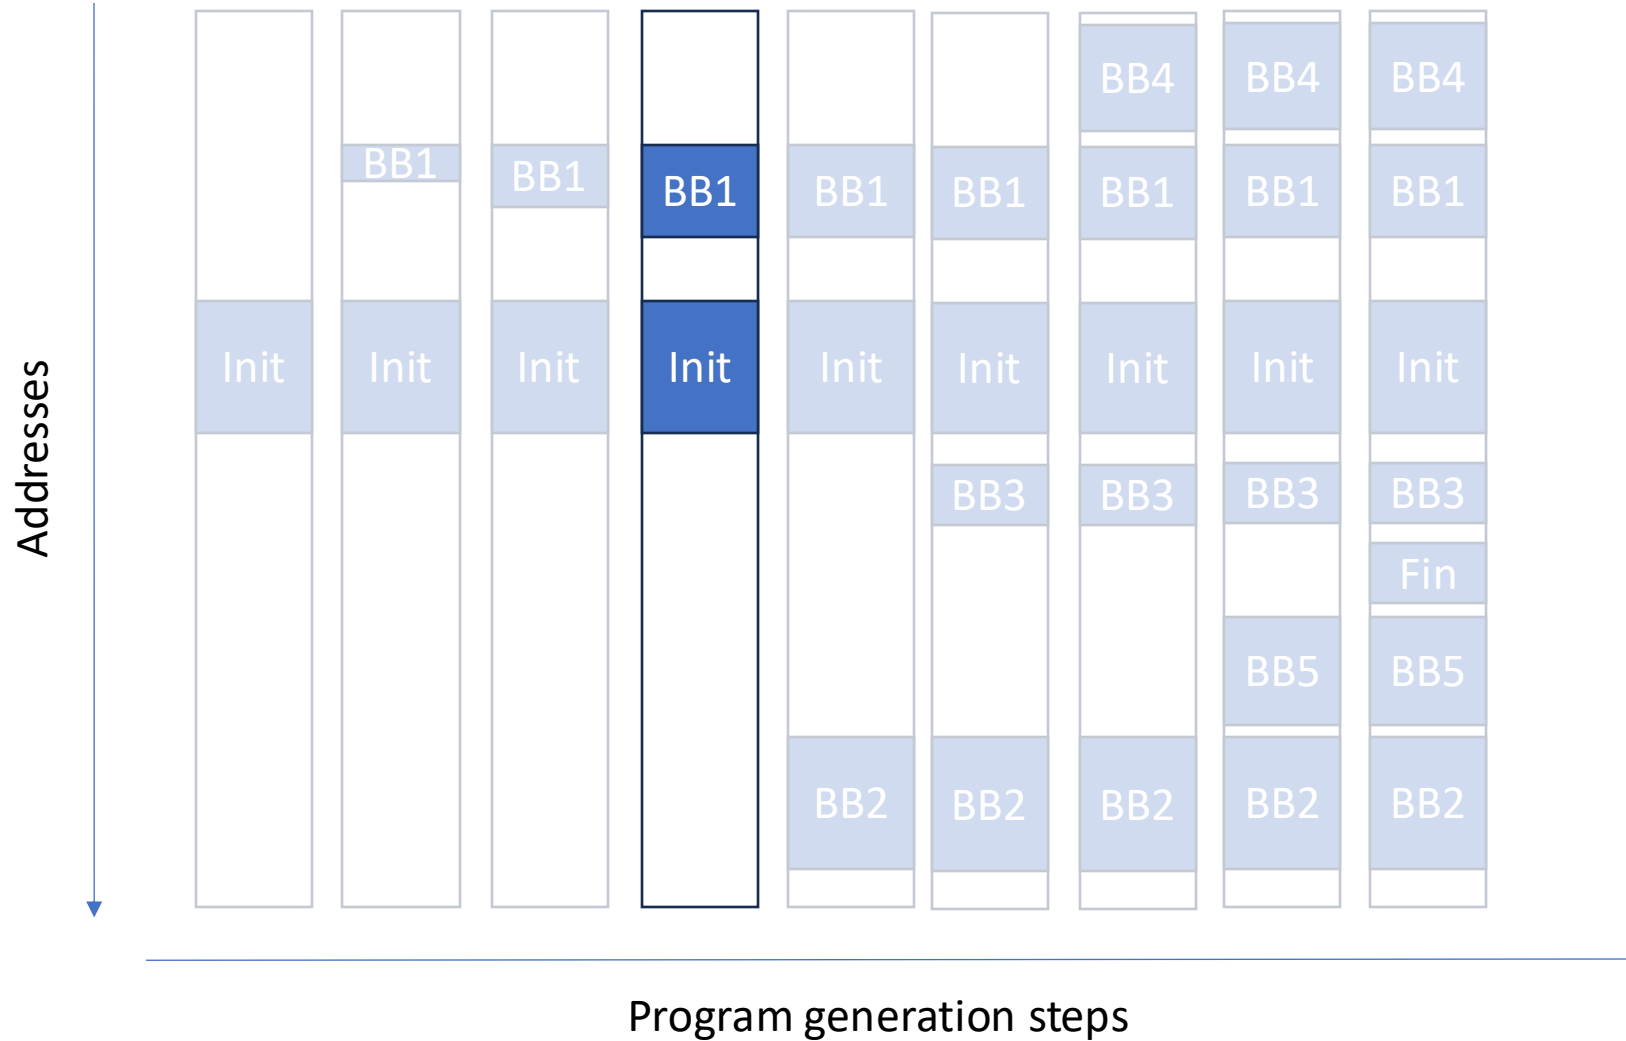 BB4 BB4 BB4
BB1 BB1 BB1 BB1 BB1 BB1 BB1 BB1
Init Init Init Init Init Init Init Init Init
BB3 BB3 BB3 BB3
Fin
BB5 BB5
BB2 BB2 BB2 BB2 BB2
Addresses
Program generation steps